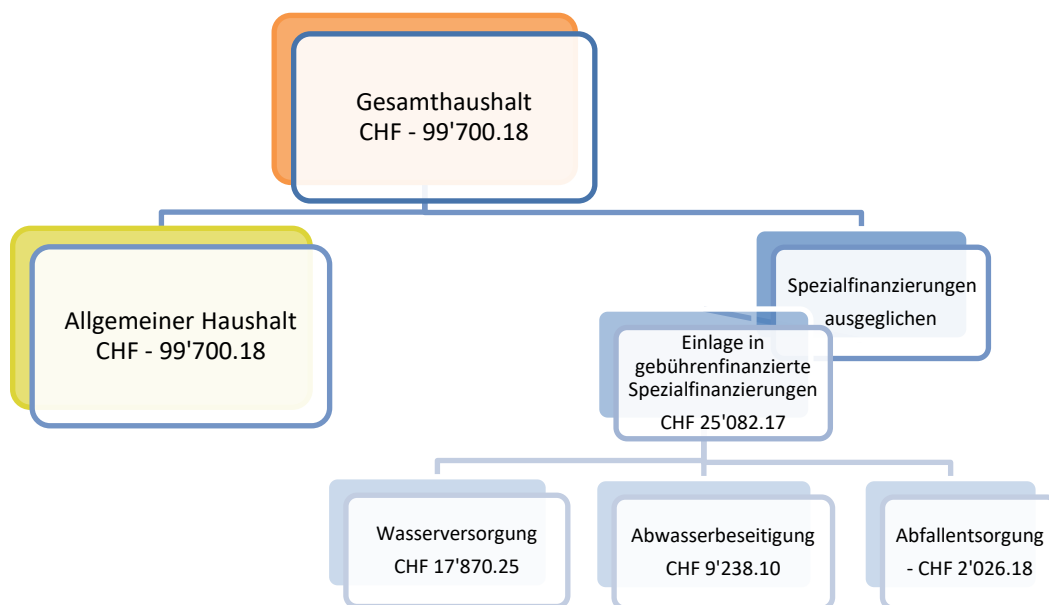 Gesamthaushalt
CHF - 99'700.18
Allgemeiner Haushalt
CHF - 99'700.18
Spezialfinanzierungen
ausgeglichen
Einlage in
gebührenfinanzierte
Spezialfinanzierungen
CHF 25'082.17
Wasserversorgung
CHF 17'870.25
Abwasserbeseitigung
CHF 9'238.10
Abfallentsorgung
- CHF 2'026.18